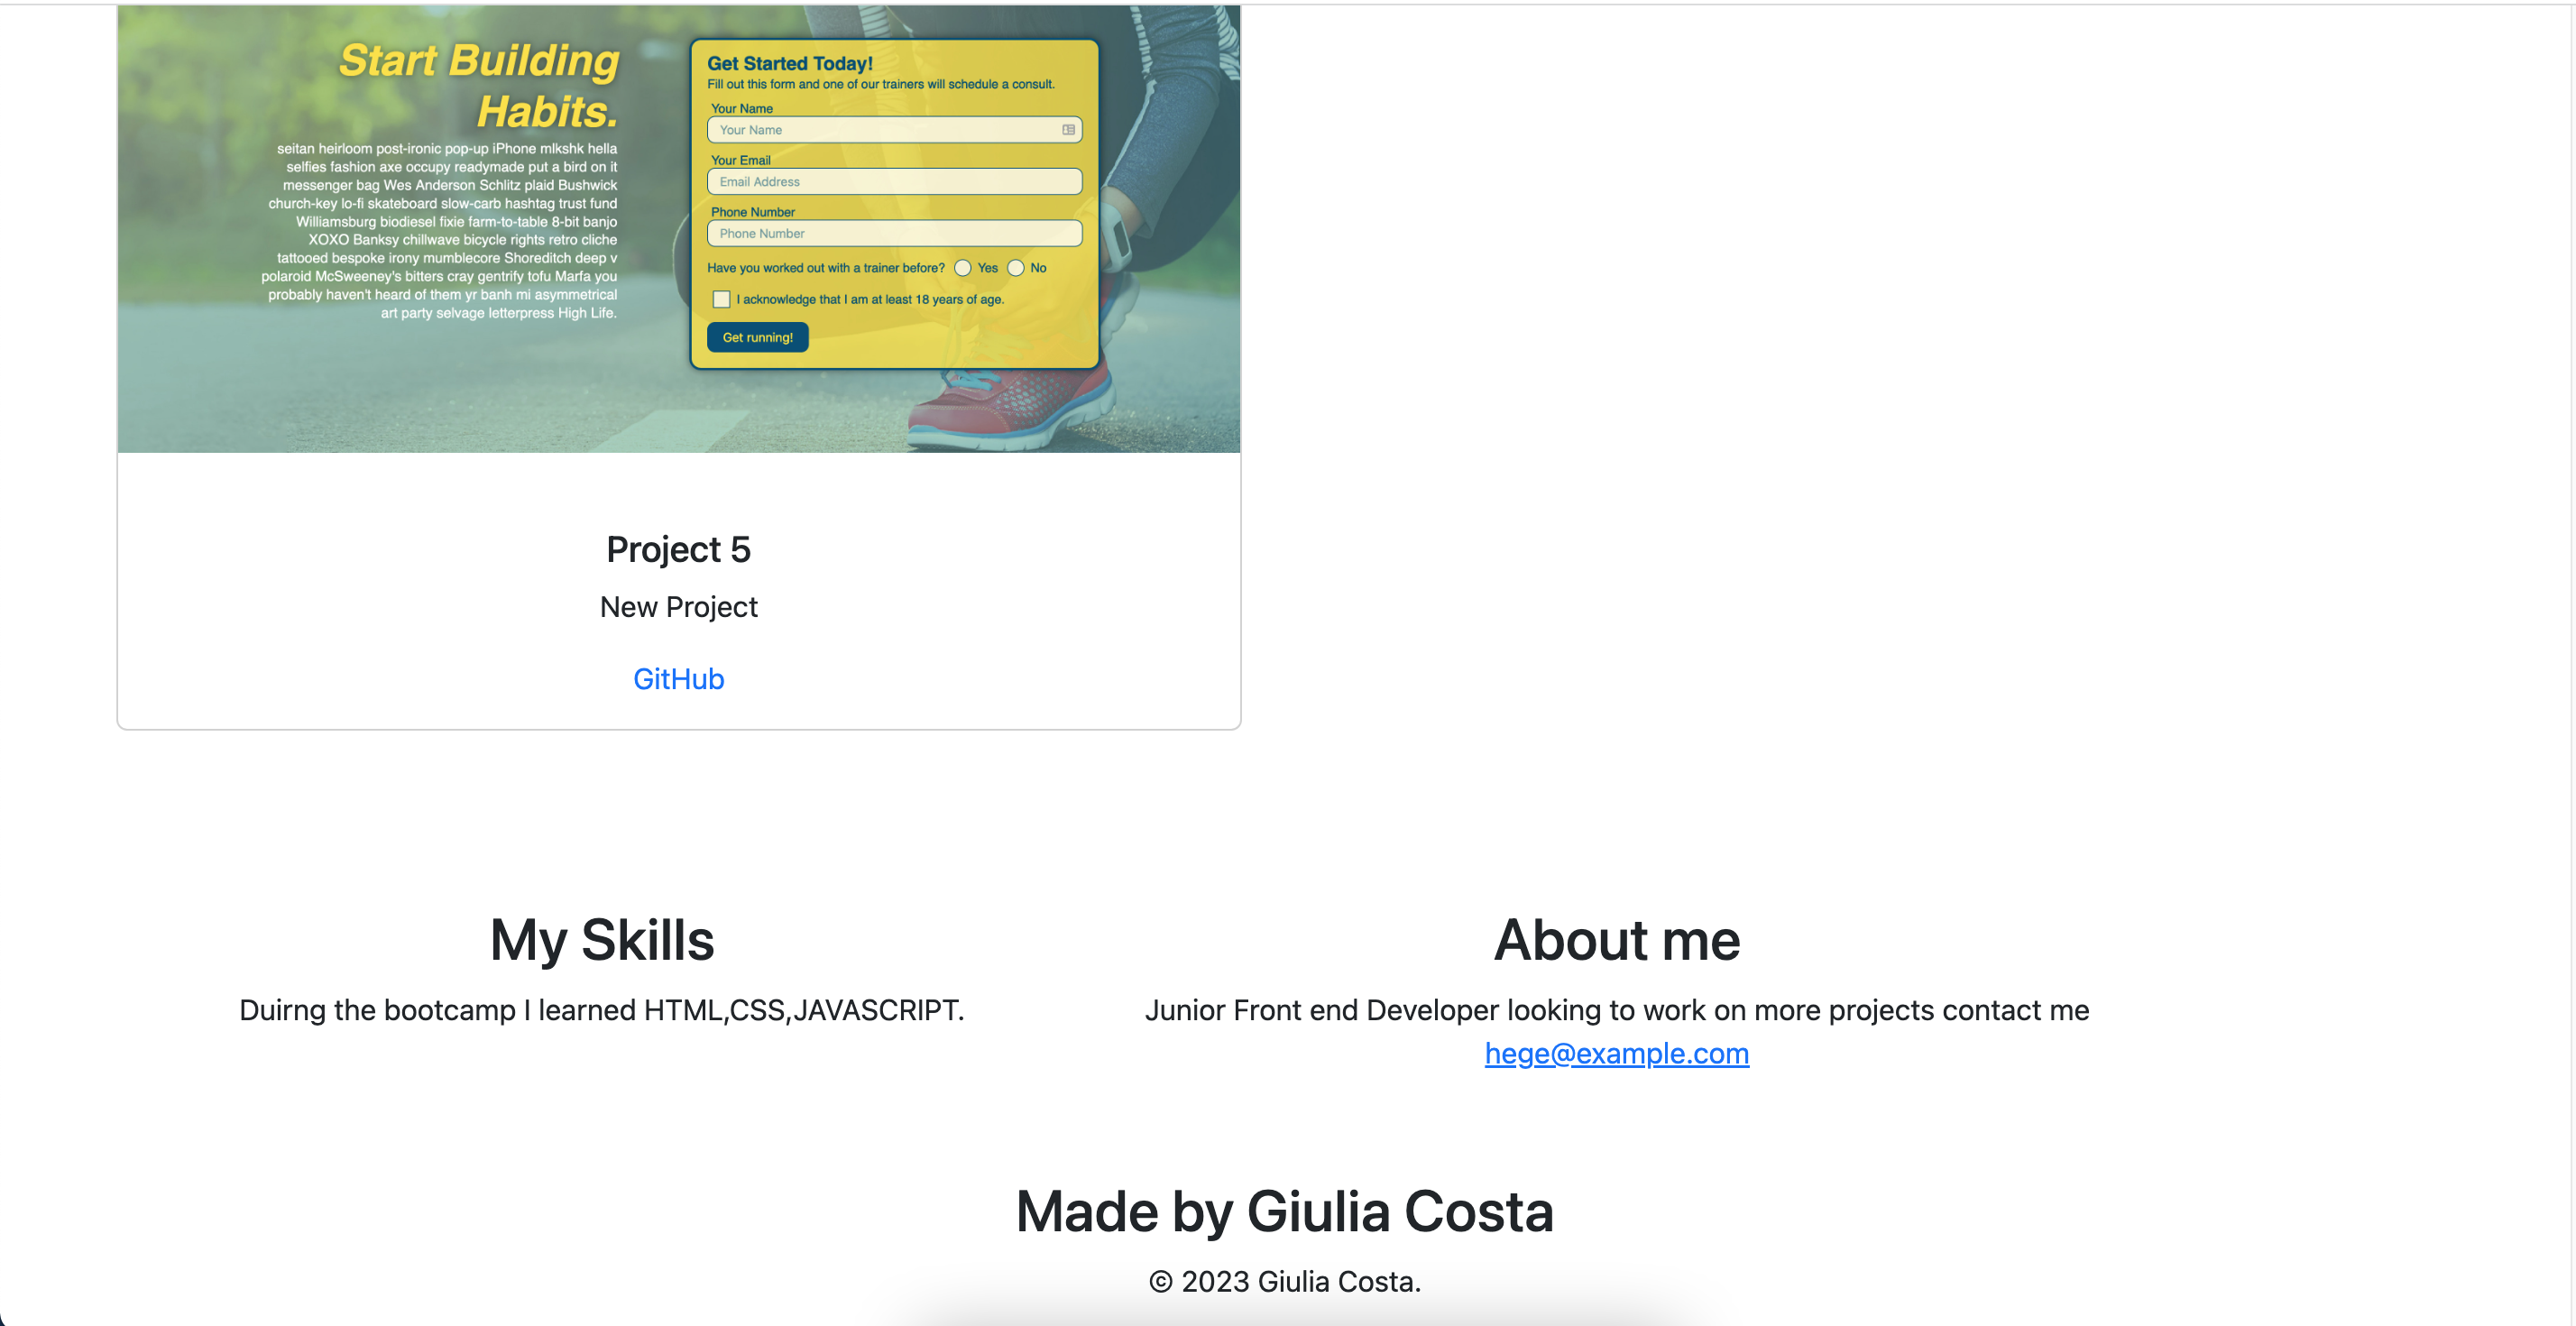 Start Building
Habits.
seitan heirloom post-ironic pop-up iPhone mlkshk hella
selfies fashion axe occupy readymade put a bird on it
messenger bag Wes Anderson Schlitz plaid Bushwick
church-key lo-fi skateboard slow-carb hashtag trust fund
Williamsburg biodiesel fixie farm-to-table 8-bit banjo
XOXO Banksy chillwave bicycle rights retro cliche
tattooed bespoke irony mumblecore Shoreditch deep v
polaroid McSweeney's bitters cray gentrify tofu Marfa you
probably haven't heard of them yr banh mi asymmetrical
art party selvage letterpress High Life.
Get Started Today!
Fill out this form and one of our trainers will schedule a consult.
Your Name
Your Name
Your Email
Email Address
Phone Number
Phone Number
Have you worked out with a trainer before? Yes No
I acknowledge that I am at least 18 years of age.
Get running!
Project 5
New Project
GitHub
My Skills
Duirng the bootcamp I learned HTML,CSS,JAVASCRIPT.
About me
Junior Front end Developer looking to work on more projects contact me
hege@example.com
Made by Giulia Costa
© 2023 Giulia Costa.